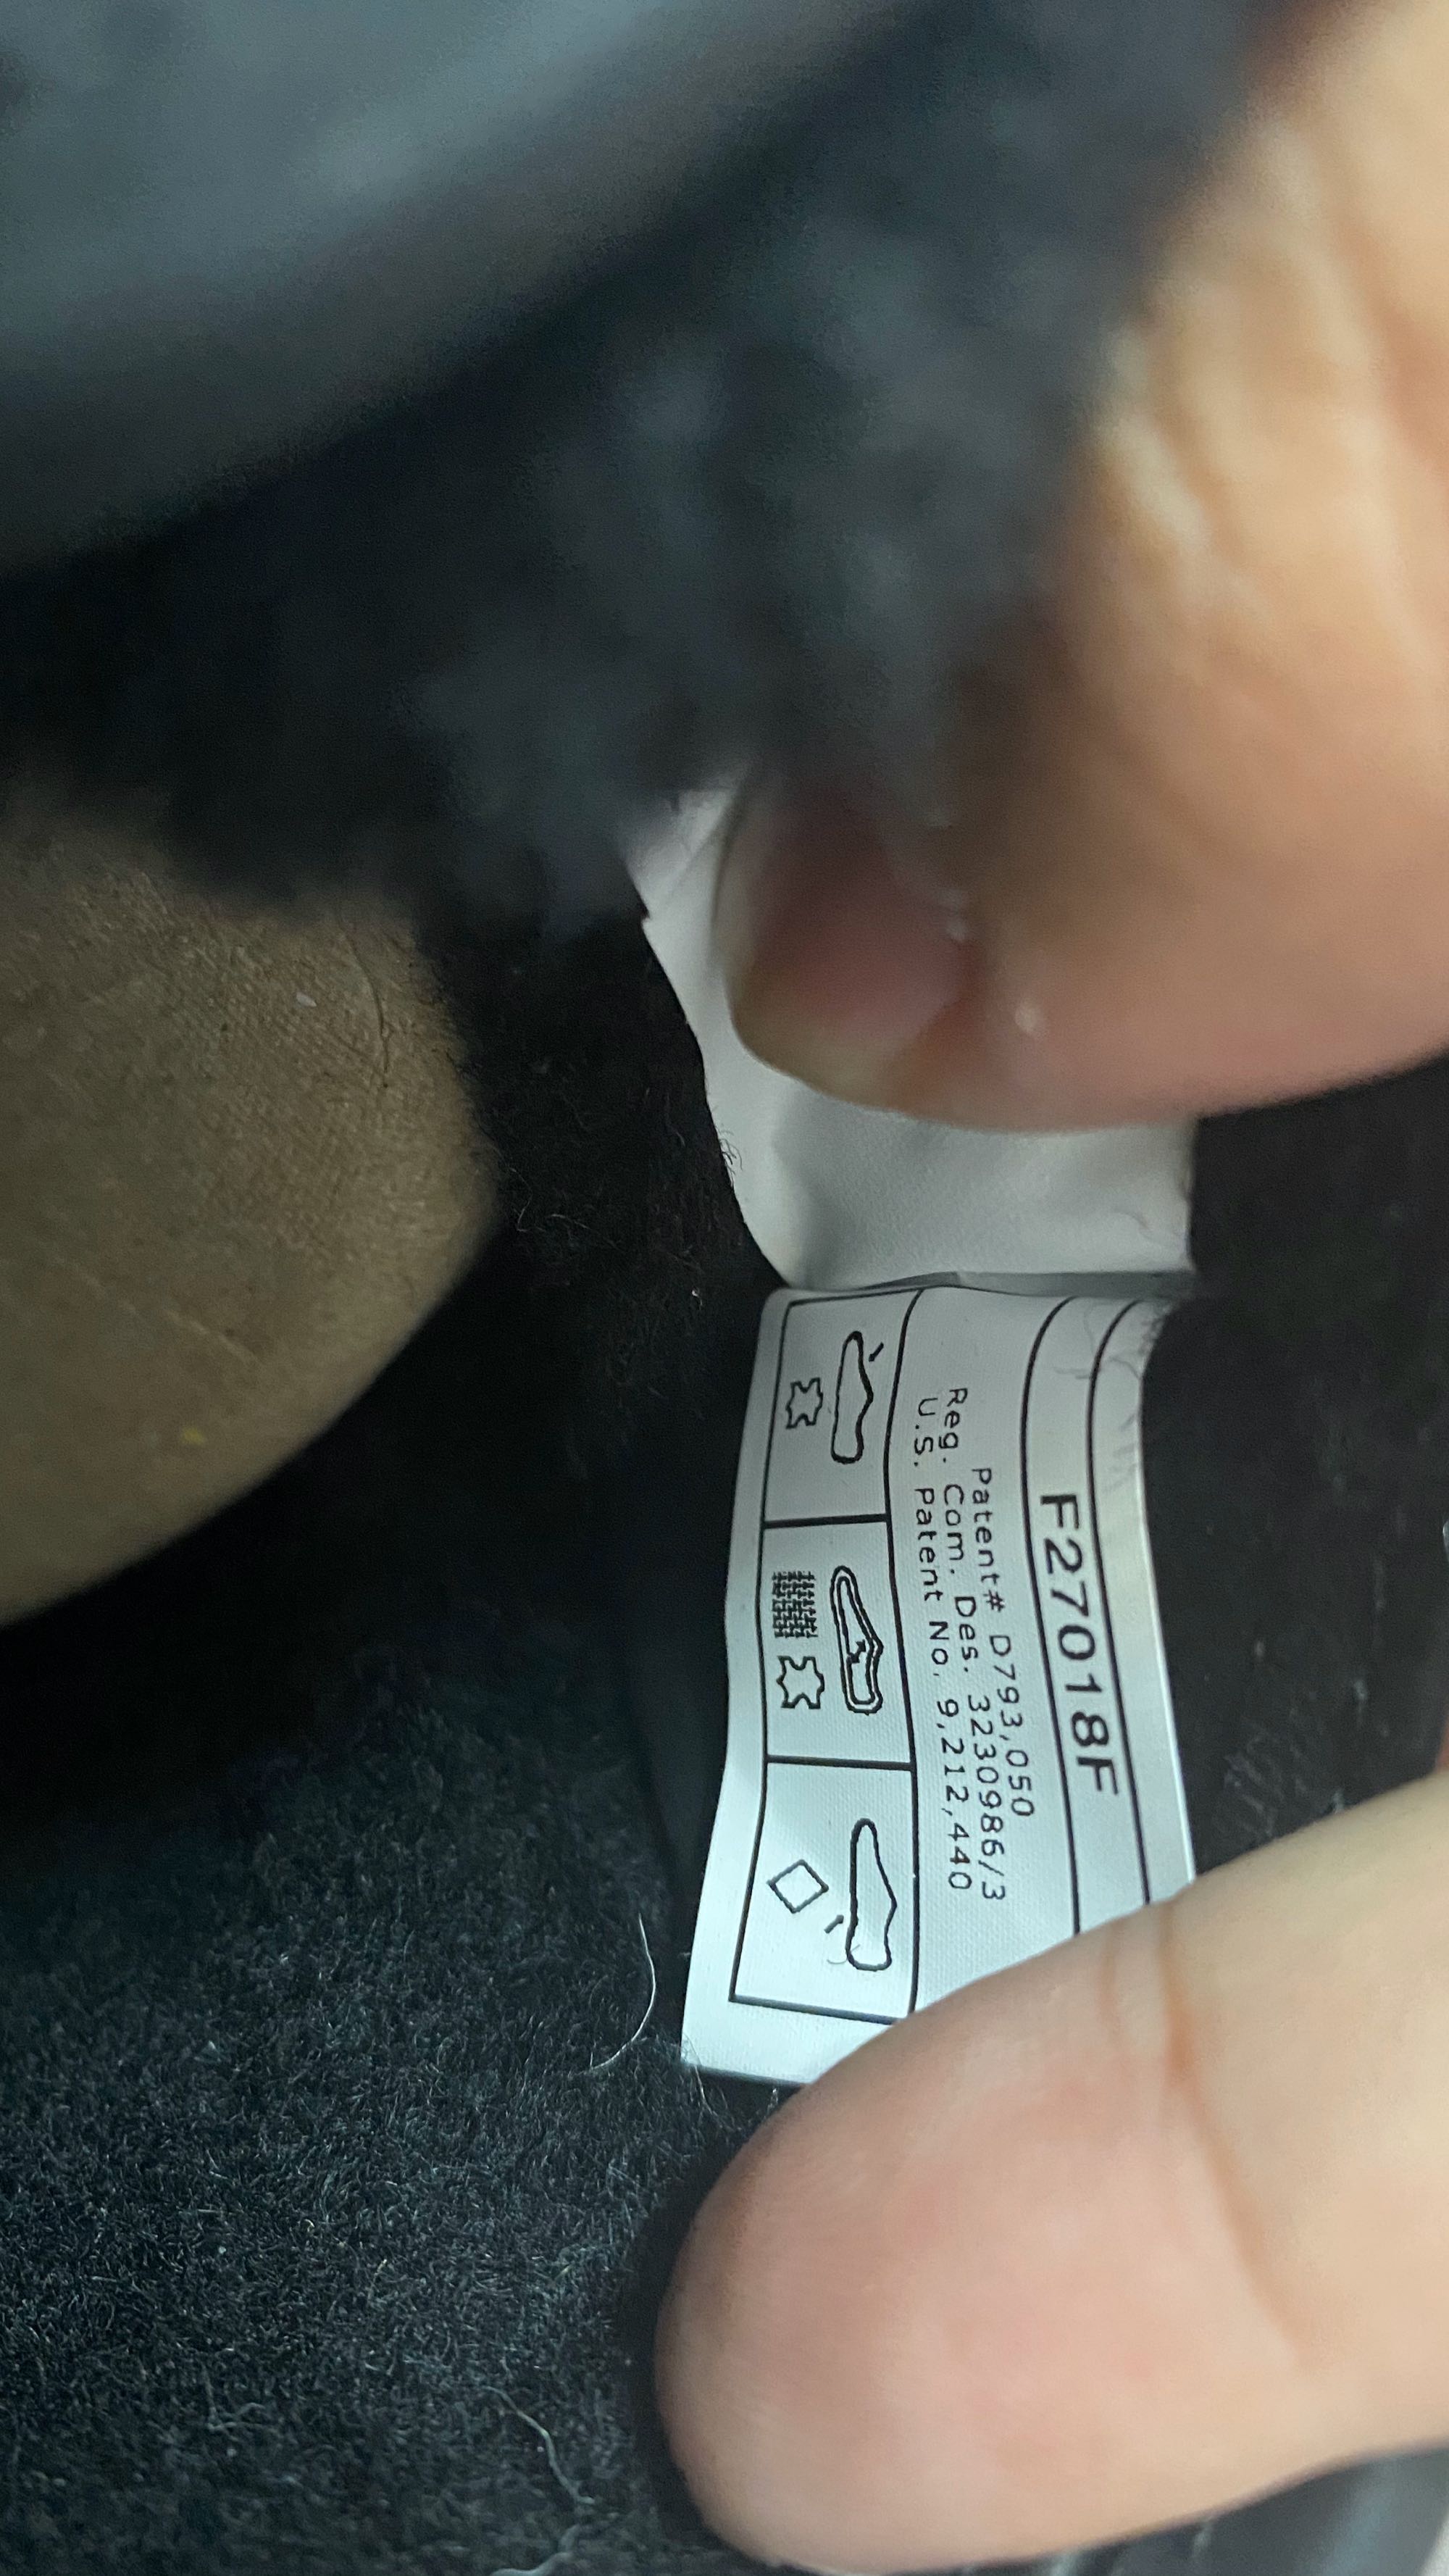 F27018F
Patent# D793,050
Reg. Com. Des. 3230986/3
U.S. Patent No. 9,212,440